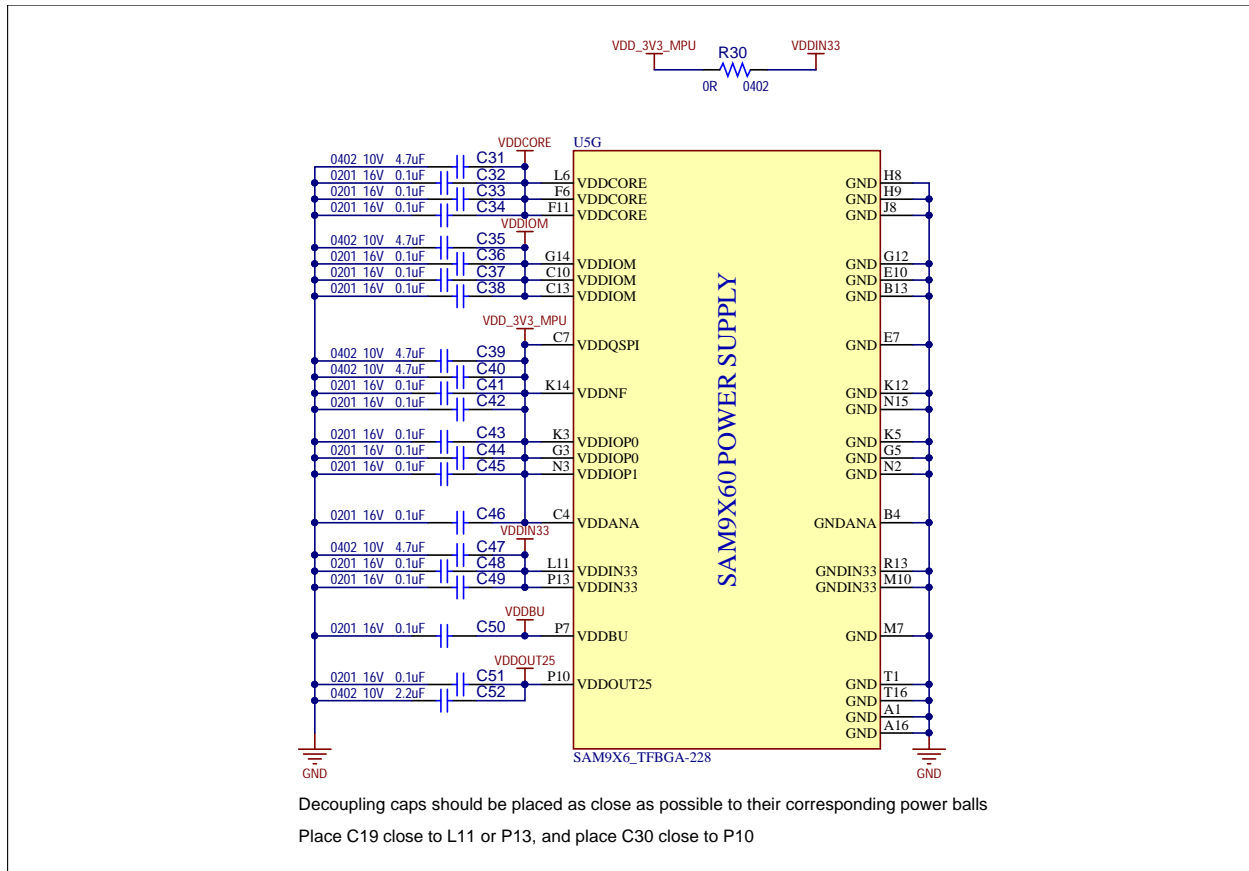 VDD_3V3_MPU R30 VDDIN33
0R 0402
U5G
VDDCORE
0402 10V 4.7uF C31
0201 16V 0.1uF C32 L6 VDDCORE GND H8
0201 16V 0.1uF C33 F6 VDDCORE GND H9
0201 16V 0.1uF C34 F11 VDDCORE GND J8
VDDIOM
0402 10V 4.7uF C35
0201 16V 0.1uF C36 G14 VDDIOM GND G12
0201 16V 0.1uF C37 C10 VDDIOM GND E10
0201 16V 0.1uF C38 C13 VDDIOM GND B13
VDD_3V3_MPU
C7 VDDQSPI GND E7
0402 10V 4.7uF C39
0402 10V 4.7uF C40
0201 16V 0.1uF C41 K14 VDDNF GND K12
0201 16V 0.1uF C42 GND N15
0201 16V 0.1uF C43 K3 VDDIOP0 GND K5
0201 16V 0.1uF C44 G3 VDDIOP0 GND G5
0201 16V 0.1uF C45 N3 VDDIOP1 GND N2
0201 16V 0.1uF C46 C4 VDDANA GNDANA B4
VDDIN33
0402 10V 4.7uF C47
0201 16V 0.1uF C48 L11 VDDIN33 GNDIN33 R13
0201 16V 0.1uF C49 P13 VDDIN33 GNDIN33 M10
VDDBU
0201 16V 0.1uF C50 P7 VDDBU GND M7
VDDOUT25
0201 16V 0.1uF C51 P10 VDDOUT25 GND T1
0402 10V 2.2uF C52 GND T16
GND A1
GND A16
SAM9X60 POWER SUPPLY
SAM9X6_TFBGA-228
GND GND
Decoupling caps should be placed as close as possible to their corresponding power balls
Place C19 close to L11 or P13, and place C30 close to P10